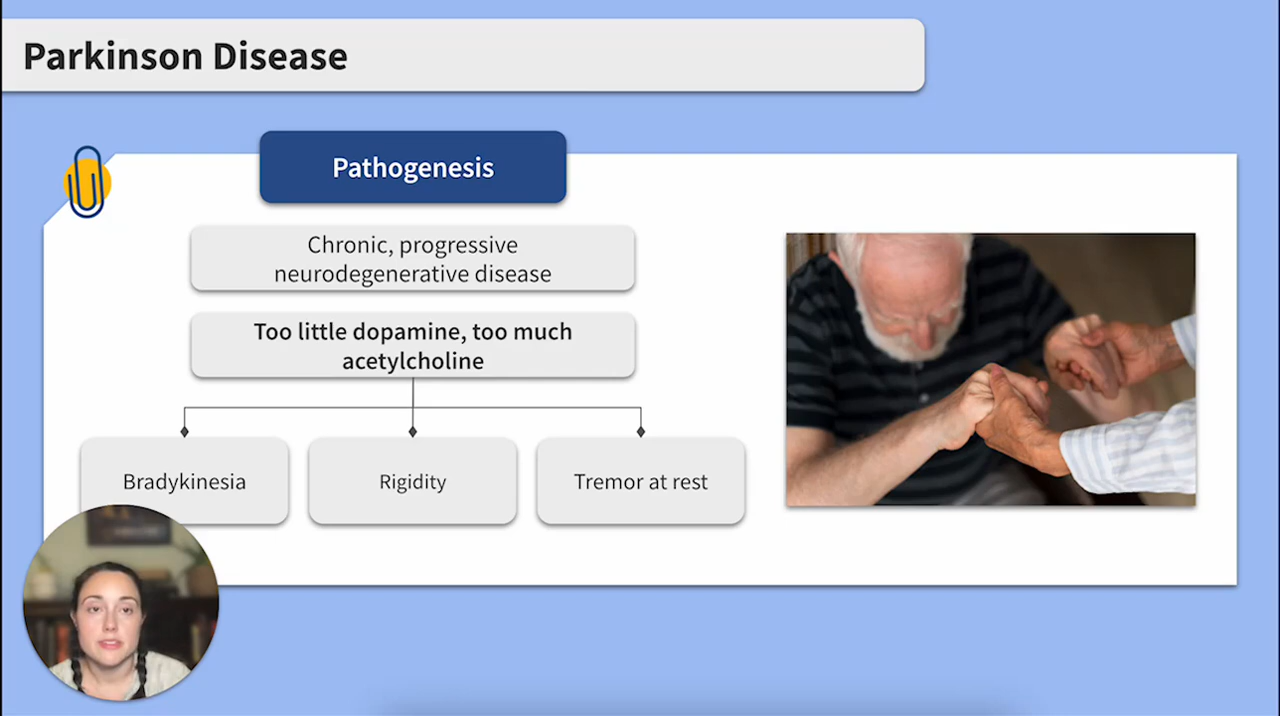 Parkinson Disease
Pathogenesis
Chronic, progressive
neurodegenerative disease
Too little dopamine, too much
acetylcholine
Bradykinesia
Rigidity
Tremor at rest